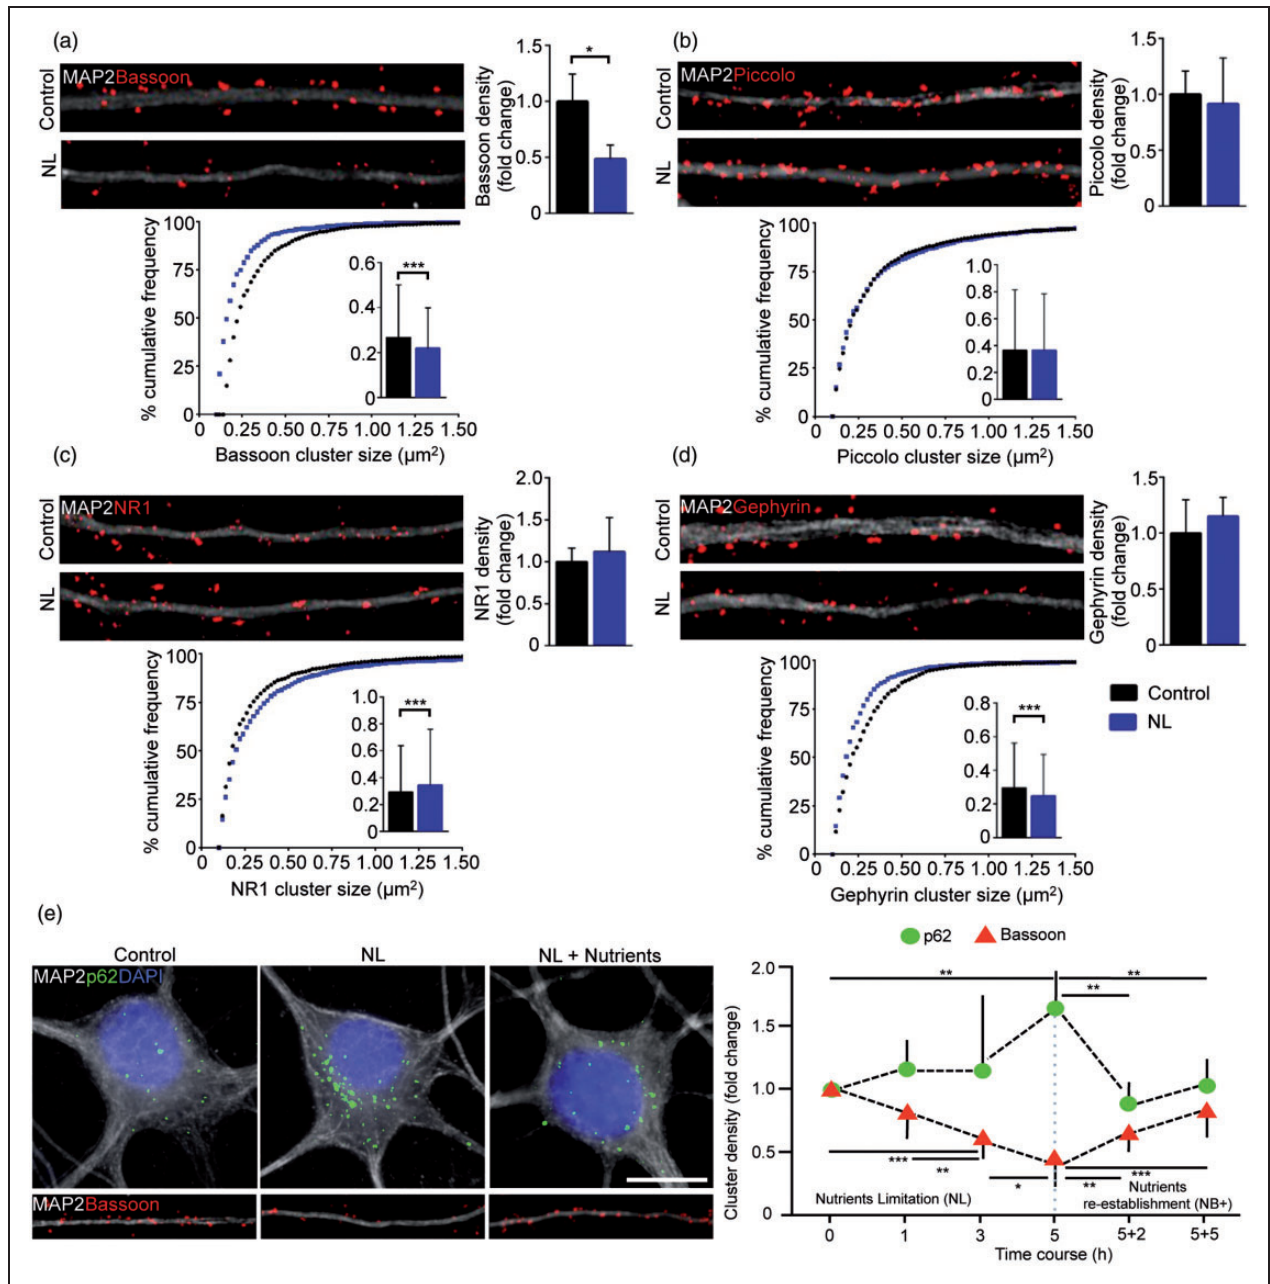 (a)
MAP2Bassoon
Control
NL
Bassoon density
(fold change)
1.5
1.0
0.5
0
*
% cumulative frequency
100
75
50
25
0
0 0.25 0.50 0.75 1.00 1.25 1.50
Bassoon cluster size (µm²)
0.6
0.4
0.2
0
***
(b)
MAP2Piccolo
Control
NL
Piccolo density
(fold change)
1.5
1.0
0.5
0
% cumulative frequency
100
75
50
25
0
0 0.25 0.50 0.75 1.00 1.25 1.50
Piccolo cluster size (µm²)
1.0
0.8
0.6
0.4
0.2
0
(c)
MAP2NR1
Control
NL
NR1 density
(fold change)
2.0
1.5
1.0
0.5
0
% cumulative frequency
100
75
50
25
0
0 0.25 0.50 0.75 1.00 1.25 1.50
NR1 cluster size (µm²)
1.0
0.8
0.6
0.4
0.2
0
***
(d)
MAP2Gephyrin
Control
NL
Gephyrin density
(fold change)
1.5
1.0
0.5
0
% cumulative frequency
100
75
50
25
0
0 0.25 0.50 0.75 1.00 1.25 1.50
Gephyrin cluster size (µm²)
0.8
0.6
0.4
0.2
0
***
Control
NL
(e)
Control NL NL + Nutrients
MAP2p62DAPI
MAP2Bassoon
p62 Bassoon
Cluster density (fold change)
2.0
1.5
1.0
0.5
0
** **
**
*** ** * ** ***
Nutrients Limitation (NL)
Nutrients
re-establishment (NB+)
0 1 3 5 5+2 5+5
Time course (h)